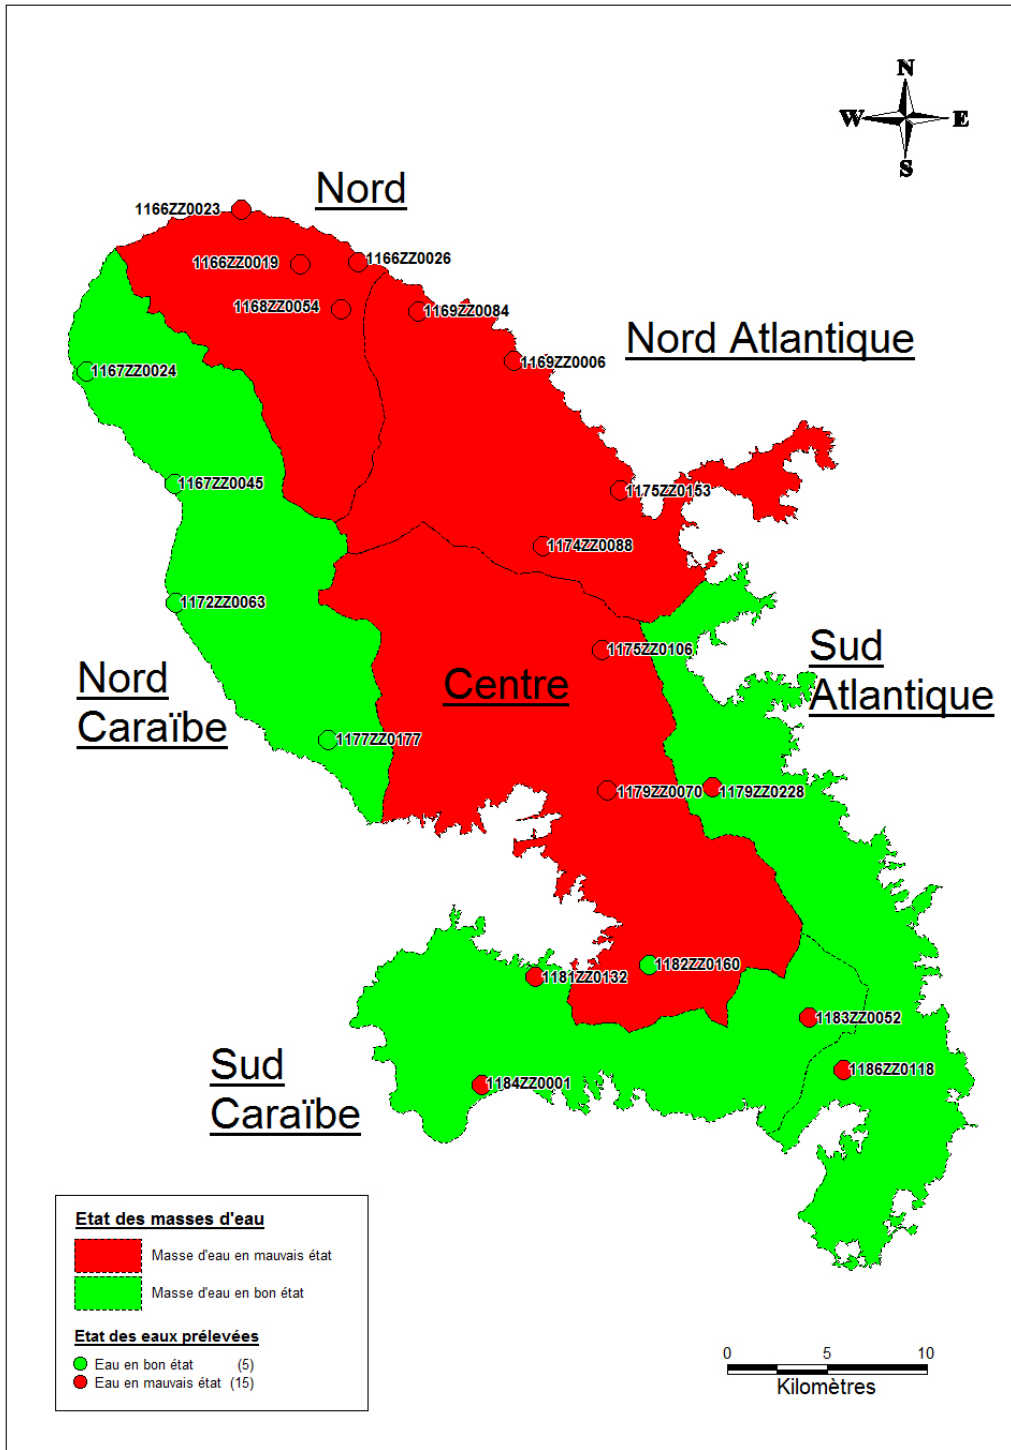 N
W E
S
Nord
1166ZZ0023
1166ZZ0019
1166ZZ0026
1168ZZ0054
1169ZZ0084
Nord Atlantique
1169ZZ0006
1167ZZ0024
1167ZZ0045
1175ZZ0153
1174ZZ0088
1172ZZ0063
1175ZZ0106
Sud
Atlantique
Nord
Caraïbe
Centre
1177ZZ0177
1179ZZ0070
1179ZZ0228
1182ZZ0160
1181ZZ0132
1183ZZ0052
1186ZZ0118
1184ZZ0001
Sud
Caraïbe
Etat des masses d'eau
Masse d'eau en mauvais état
Masse d'eau en bon état
Etat des eaux prélevées
Eau en bon état (5)
Eau en mauvais état (15)
0 5 10
Kilomètres